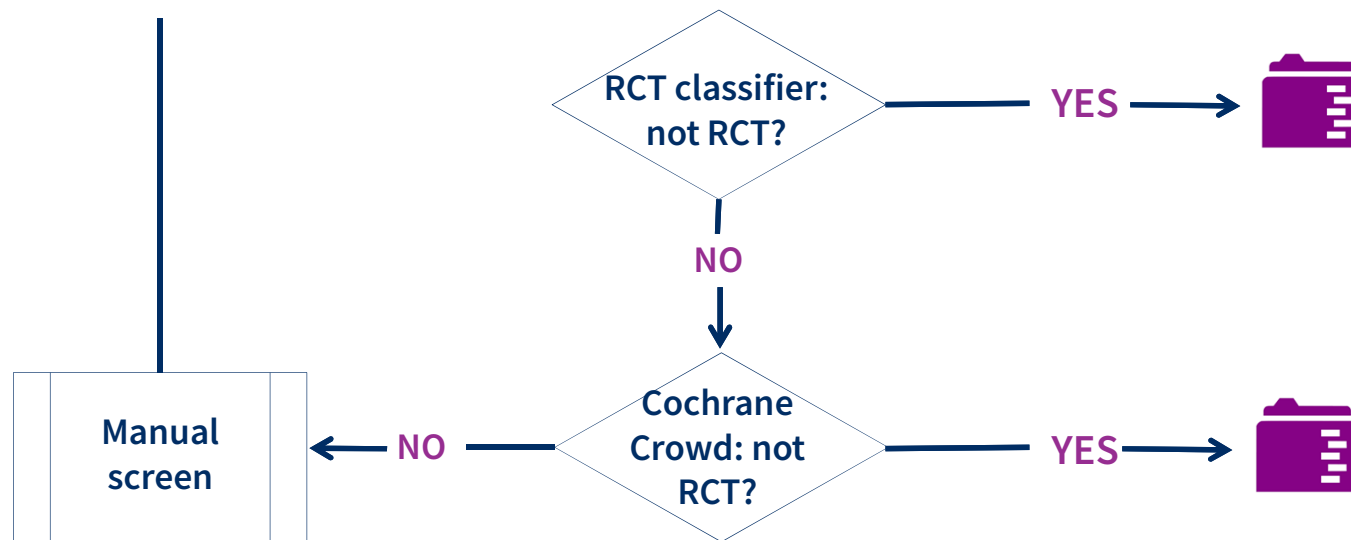 RCT classifier:
not RCT?
YES
NO
Cochrane
Crowd: not
RCT?
YES
NO
Manual
screen